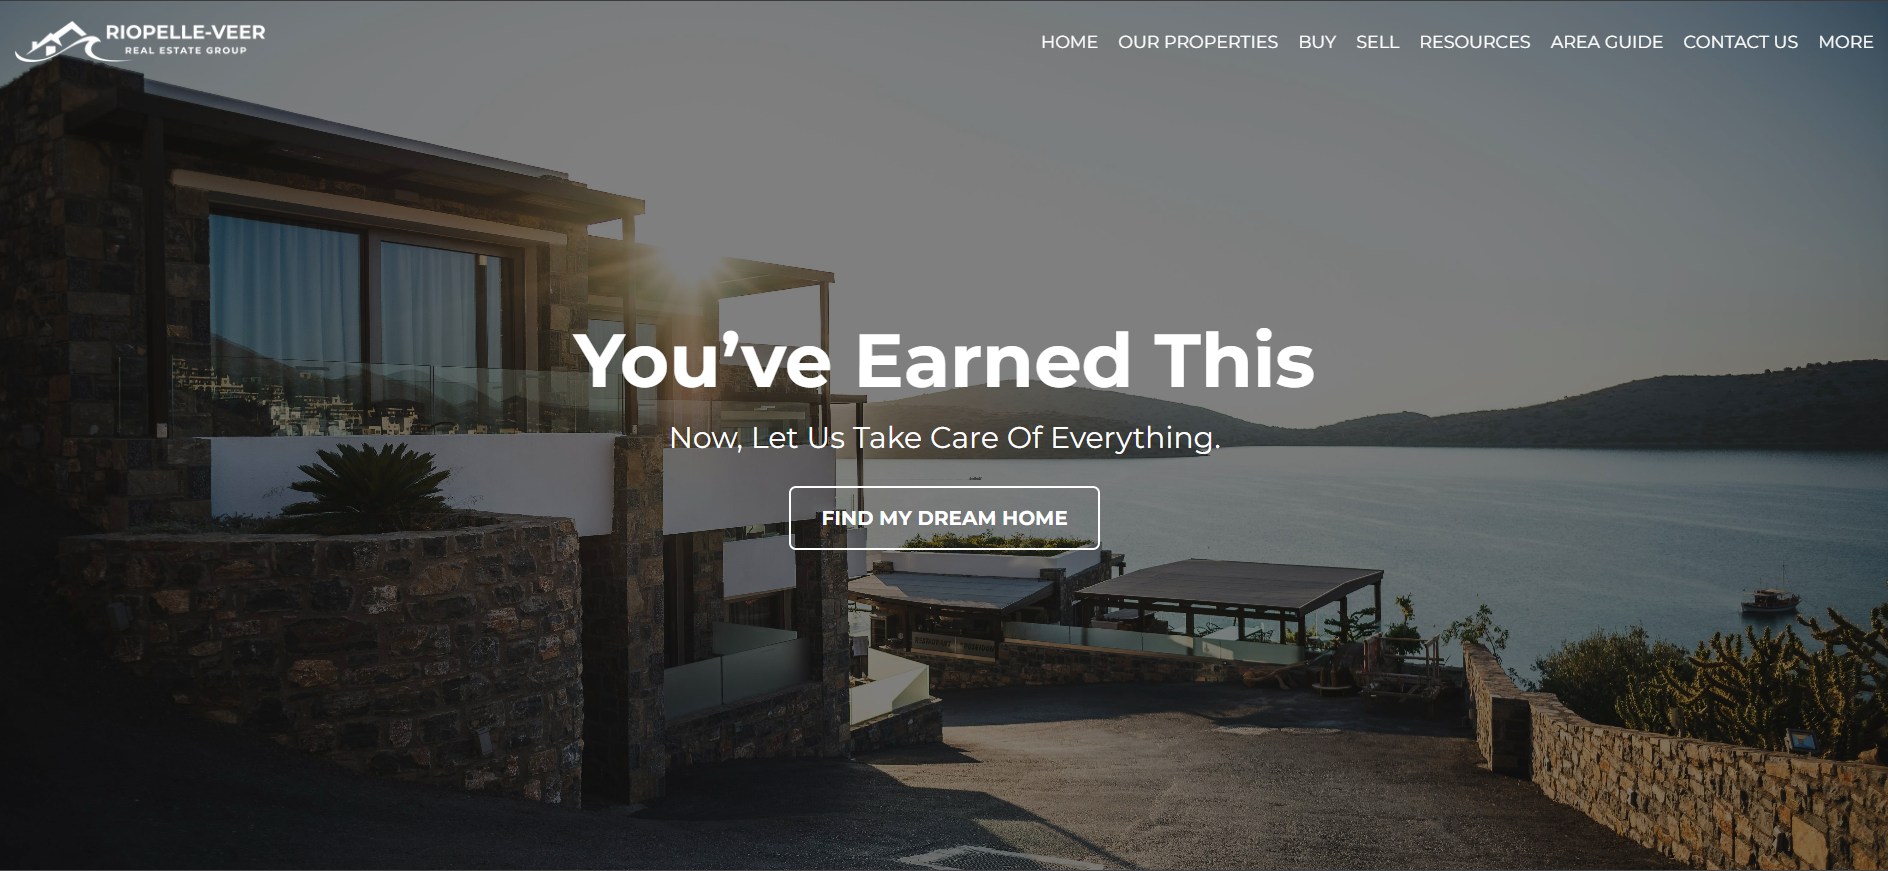 RIOPELLE-VEER
REAL ESTATE GROUP
HOME OUR PROPERTIES BUY SELL RESOURCES AREA GUIDE CONTACT US MORE
You’ve Earned This
Now, Let Us Take Care Of Everything.
FIND MY DREAM HOME